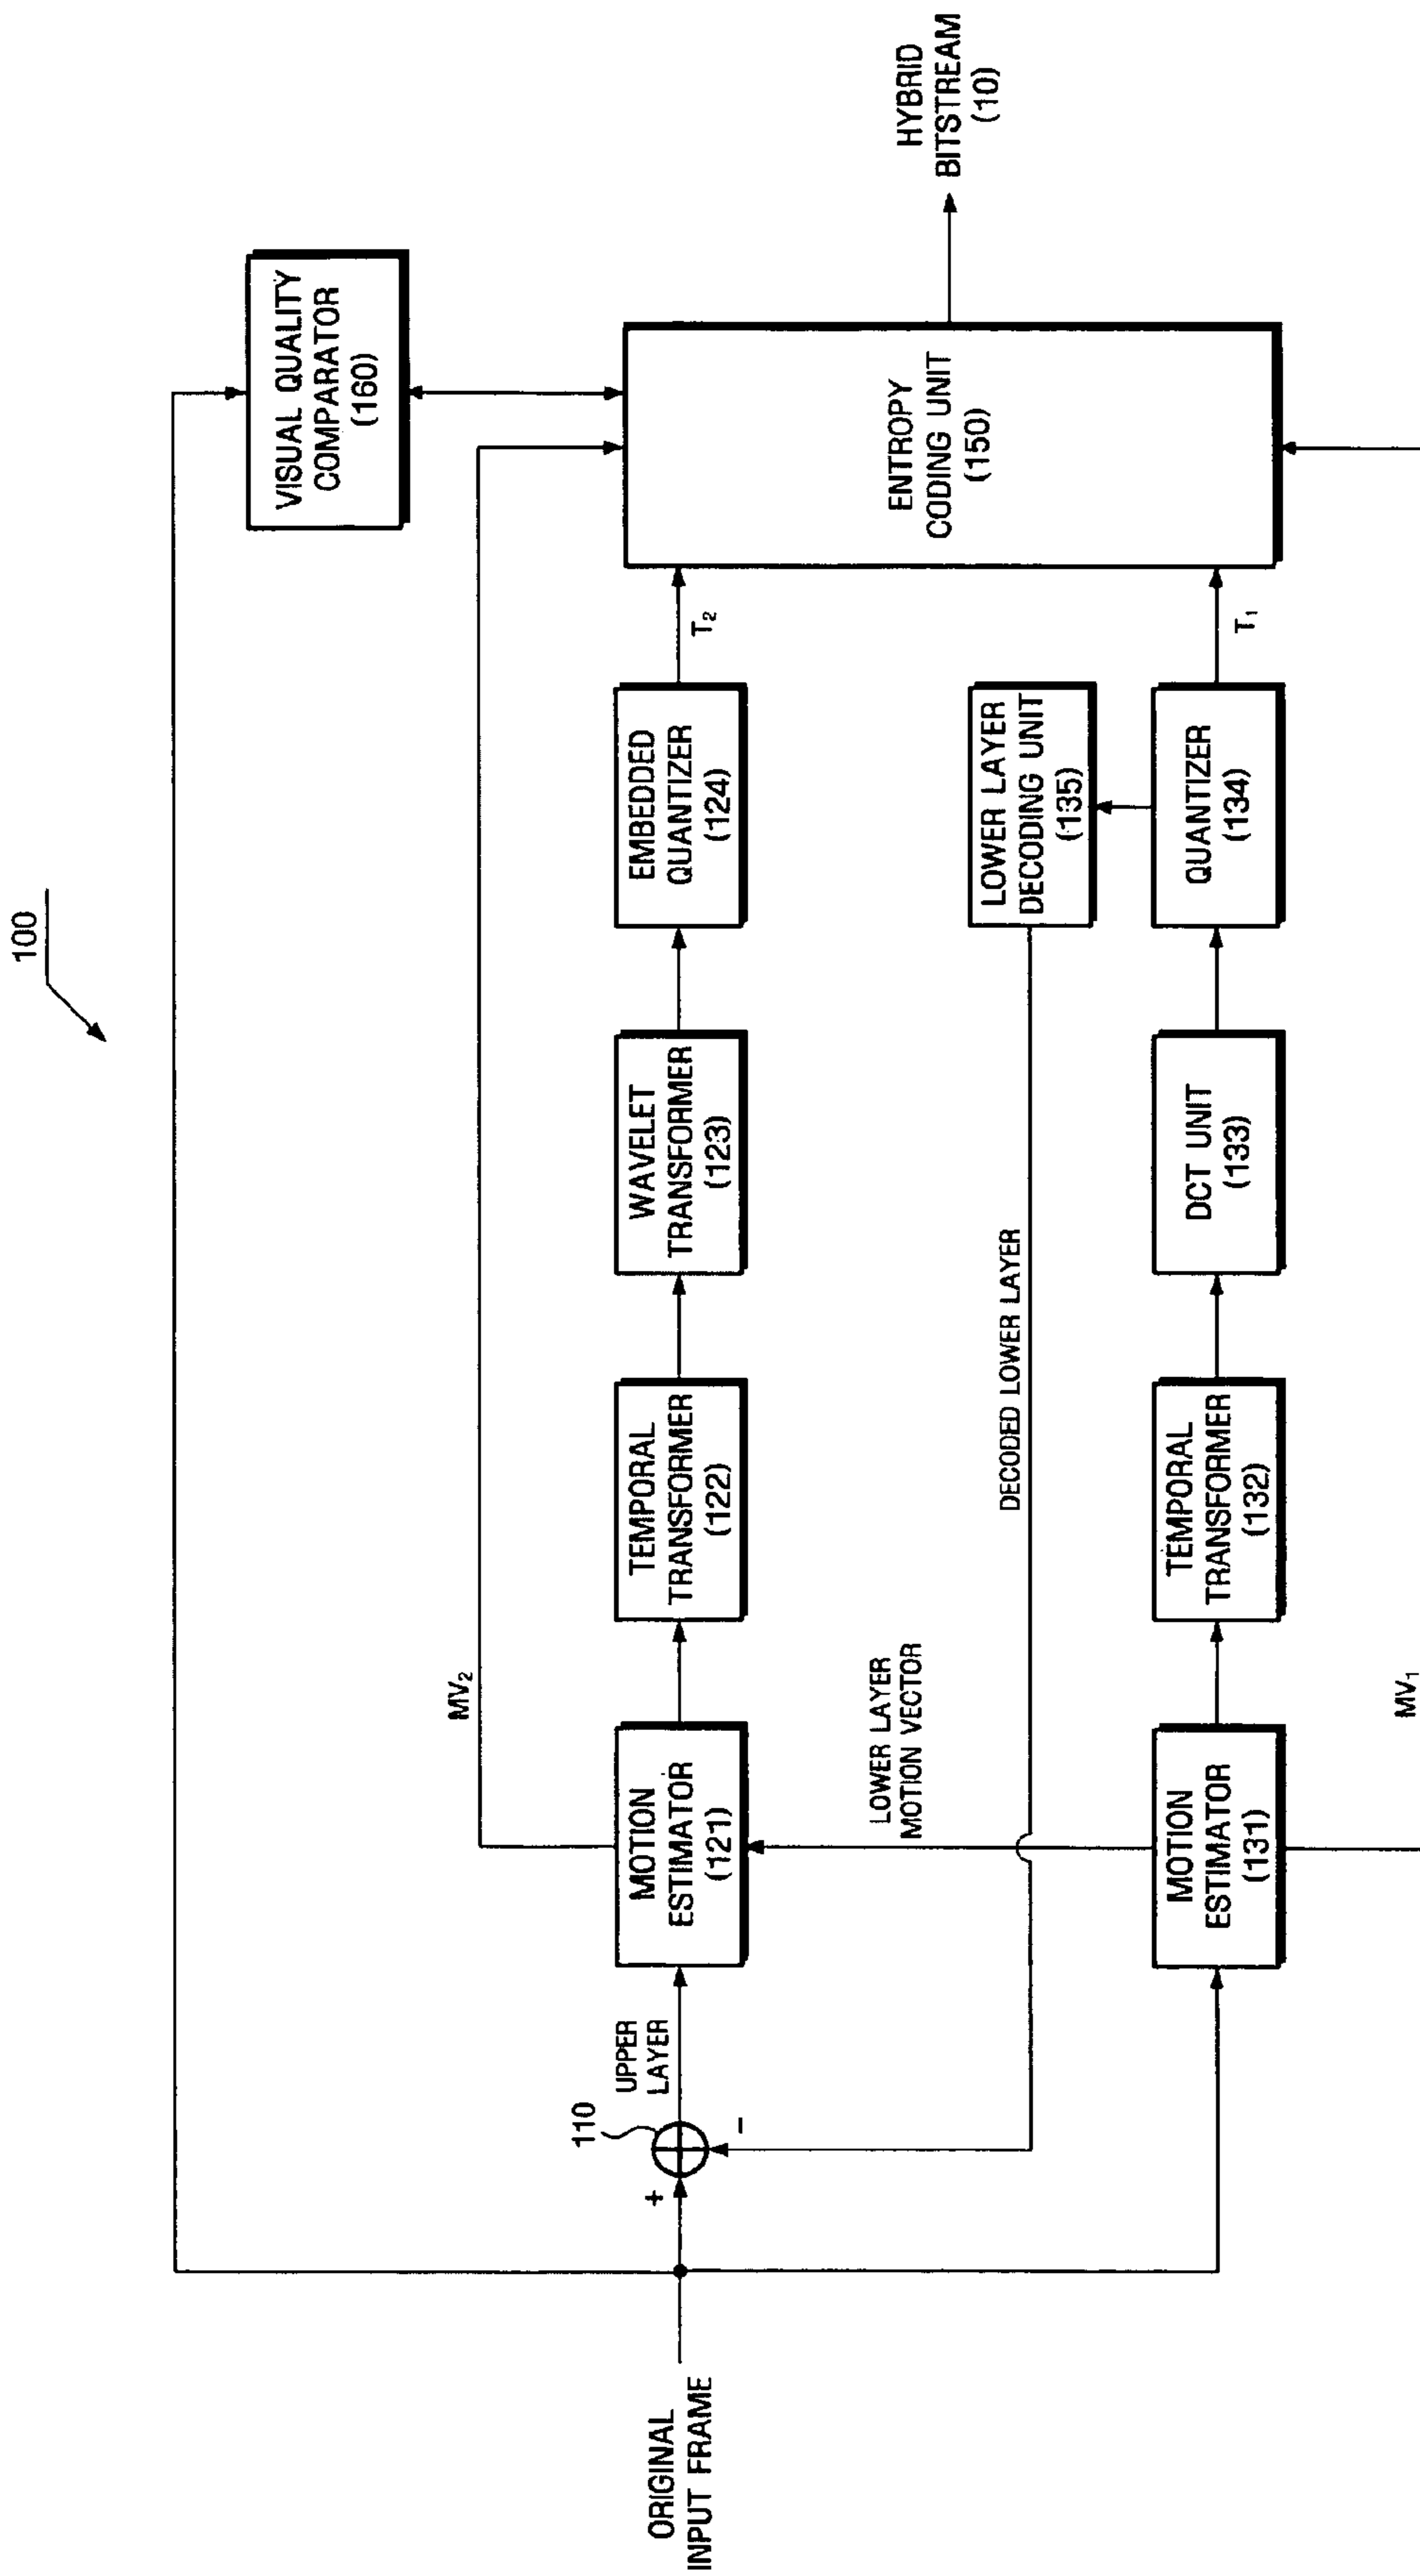 100
ORIGINAL
INPUT FRAME
+
-
110
UPPER
LAYER
MOTION
ESTIMATOR
(121)
MV₂
TEMPORAL
TRANSFORMER
(122)
WAVELET
TRANSFORMER
(123)
EMBEDDED
QUANTIZER
(124)
T₂
VISUAL QUALITY
COMPARATOR
(160)
LOWER LAYER
MOTION VECTOR
DECODED LOWER LAYER
LOWER LAYER
DECODING UNIT
(135)
MOTION
ESTIMATOR
(131)
MV₁
TEMPORAL
TRANSFORMER
(132)
DCT UNIT
(133)
QUANTIZER
(134)
T₁
ENTROPY
CODING UNIT
(150)
HYBRID
BITSTREAM
(10)